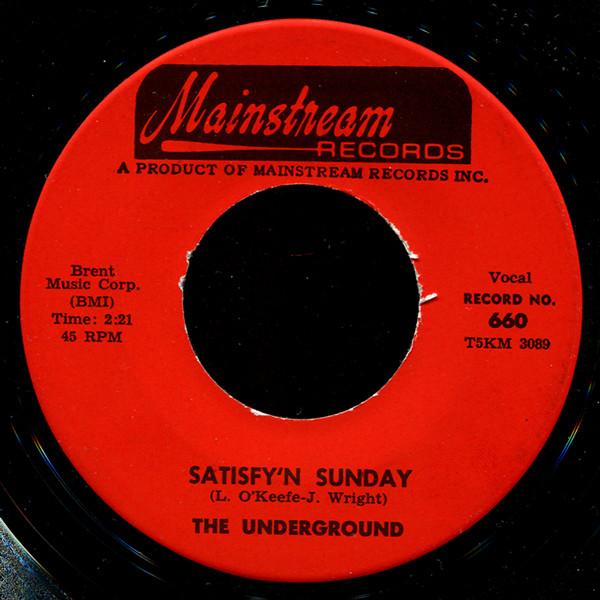 Mainstream
RECORDS
A PRODUCT OF MAINSTREAM RECORDS INC.
Brent
Music Corp.
(BMI)
Time: 2:21
45 RPM
Vocal
RECORD NO.
660
T5KM 3089
SATISFY'N SUNDAY
(L. O'Keefe-J. Wright)
THE UNDERGROUND